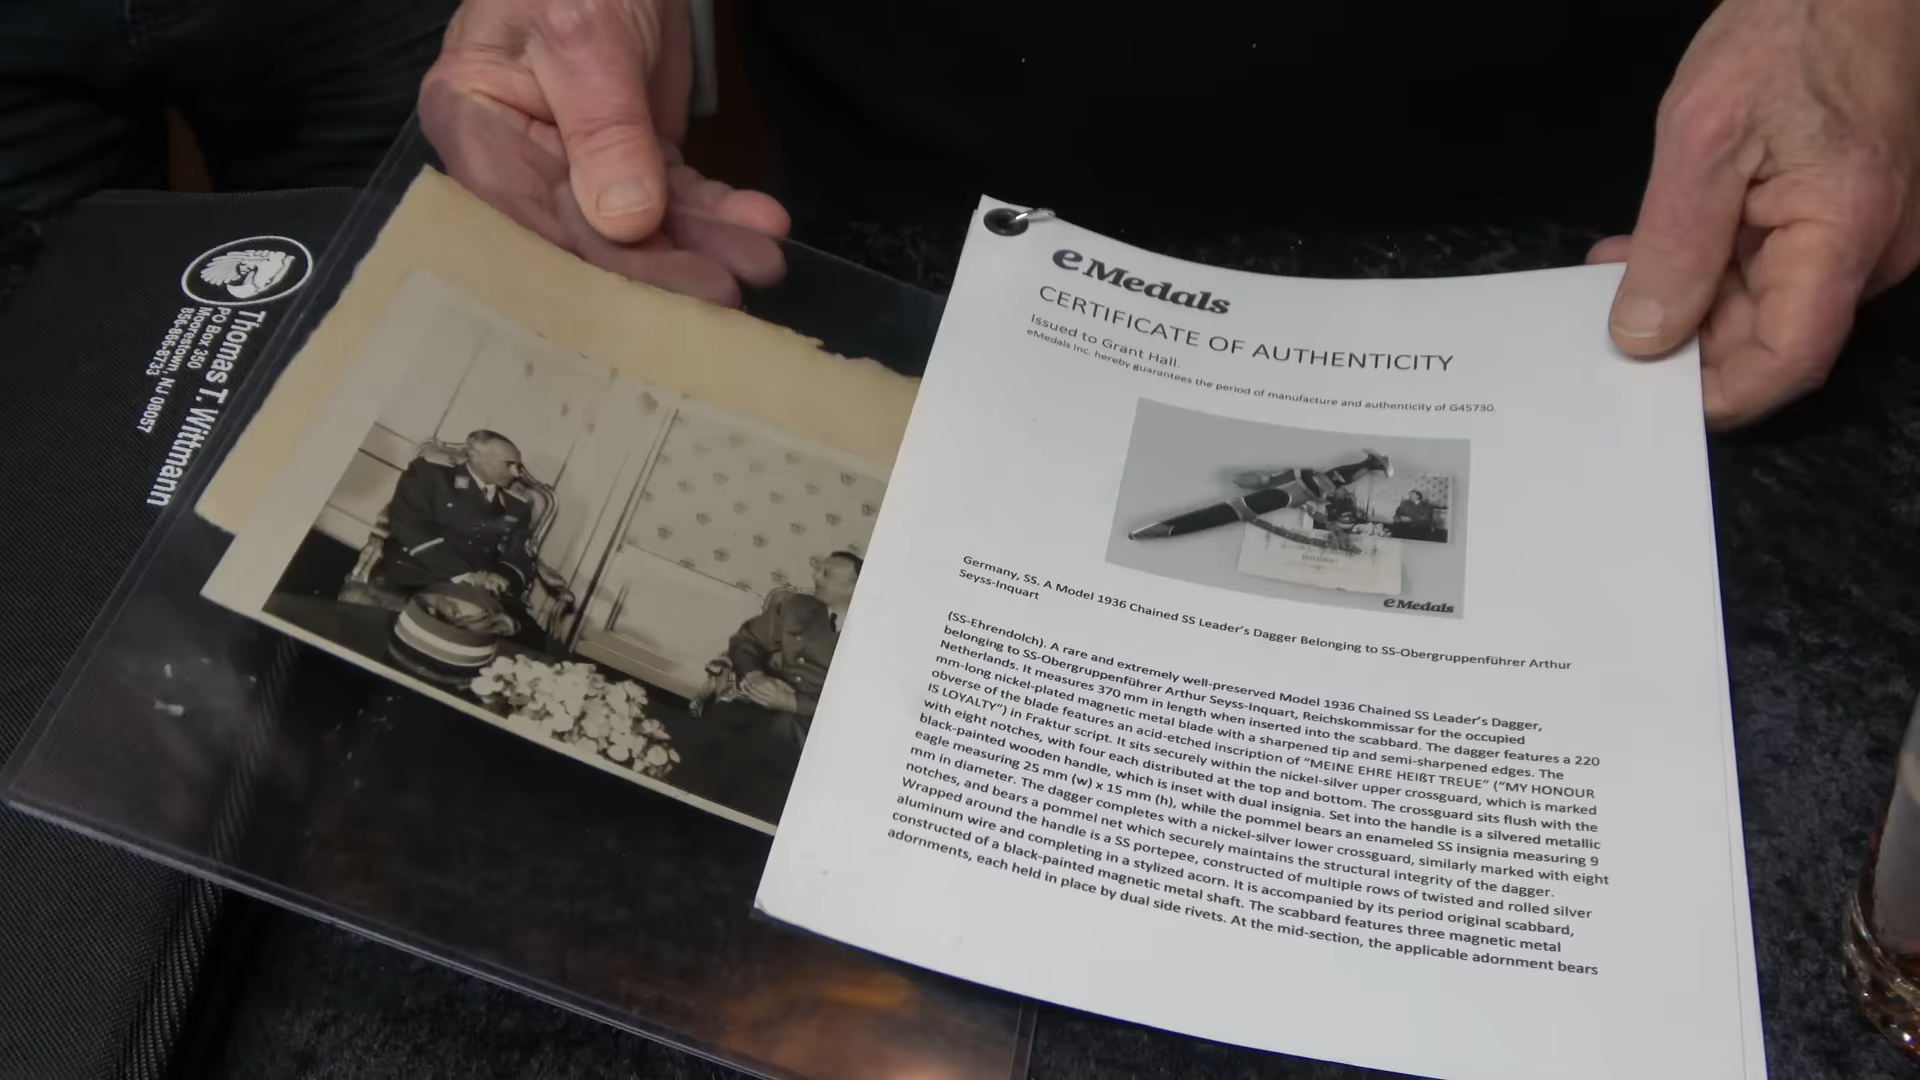 Thomas T. Wittmann
PO Box 350
Moorestown, NJ 08057
856-866-8733
eMedals
CERTIFICATE OF AUTHENTICITY
Issued to Grant Hall.
eMedals Inc. hereby guarantees the period of manufacture and authenticity of G45730.
eMedals
Germany, SS. A Model 1936 Chained SS Leader's Dagger Belonging to SS-Obergruppenführer Arthur
Seyss-Inquart
(SS-Ehrendolch). A rare and extremely well-preserved Model 1936 Chained SS Leader's Dagger,
belonging to SS-Obergruppenführer Arthur Seyss-Inquart, Reichskommissar for the occupied
Netherlands. It measures 370 mm in length when inserted into the scabbard. The dagger features a 220
mm-long nickel-plated magnetic metal blade with a sharpened tip and semi-sharpened edges. The
obverse of the blade features an acid-etched inscription of “MEINE EHRE HEIßT TREUE” (“MY HONOUR
IS LOYALTY”) in Fraktur script. It sits securely within the nickel-silver upper crossguard, which is marked
with eight notches, with four each distributed at the top and bottom. The crossguard sits flush with the
black-painted wooden handle, which is inset with dual insignia. Set into the handle is a silvered metallic
eagle measuring 25 mm (w) x 15 mm (h), while the pommel bears an enameled SS insignia measuring 9
mm in diameter. The dagger completes with a nickel-silver lower crossguard, similarly marked with eight
notches, and bears a pommel net which securely maintains the structural integrity of the dagger.
Wrapped around the handle is a SS portepee, constructed of multiple rows of twisted and rolled silver
aluminum wire and completing in a stylized acorn. It is accompanied by its period original scabbard,
constructed of a black-painted magnetic metal shaft. The scabbard features three magnetic metal
adornments, each held in place by dual side rivets. At the mid-section, the applicable adornment bears